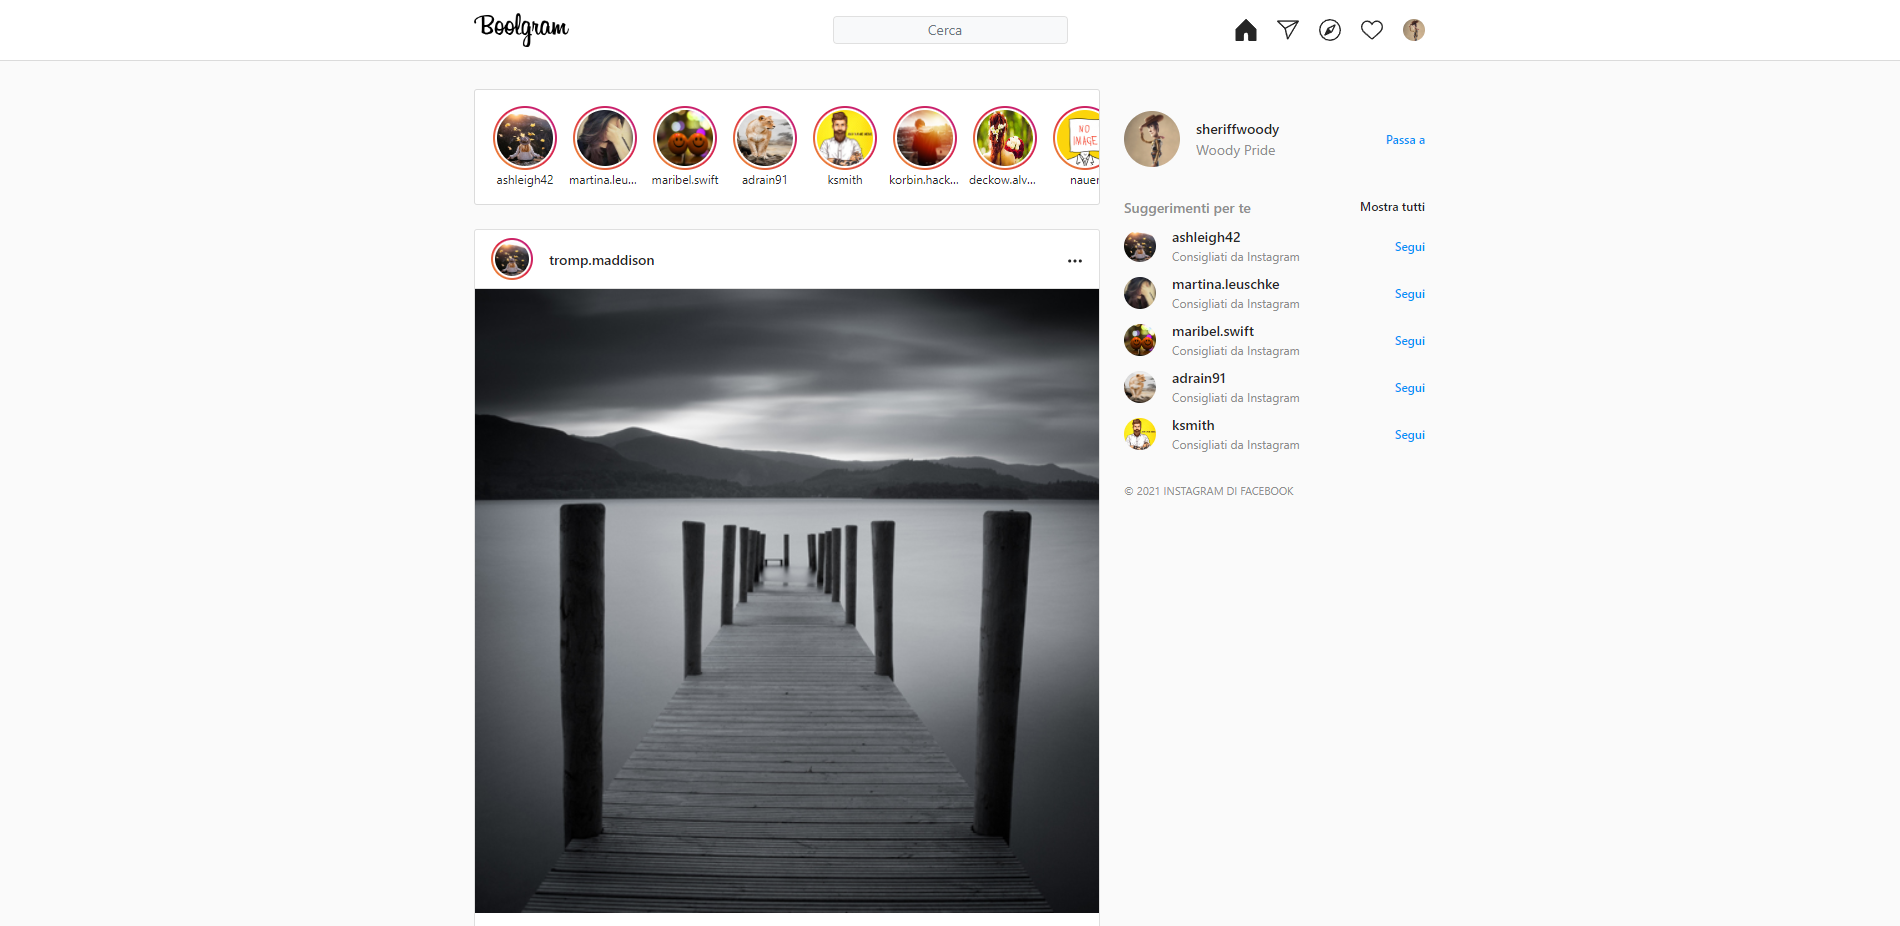 Boolgram
Cerca
ashleigh42
martina.leu...
maribel.swift
adrain91
ksmith
korbin.hack...
deckow.alv...
NO
IMAGE
nauer
sheriffwoody
Woody Pride
Passa a
Suggerimenti per te
Mostra tutti
ashleigh42
Consigliati da Instagram
Segui
martina.leuschke
Consigliati da Instagram
Segui
maribel.swift
Consigliati da Instagram
Segui
adrain91
Consigliati da Instagram
Segui
ksmith
Consigliati da Instagram
Segui
© 2021 INSTAGRAM DI FACEBOOK
tromp.maddison